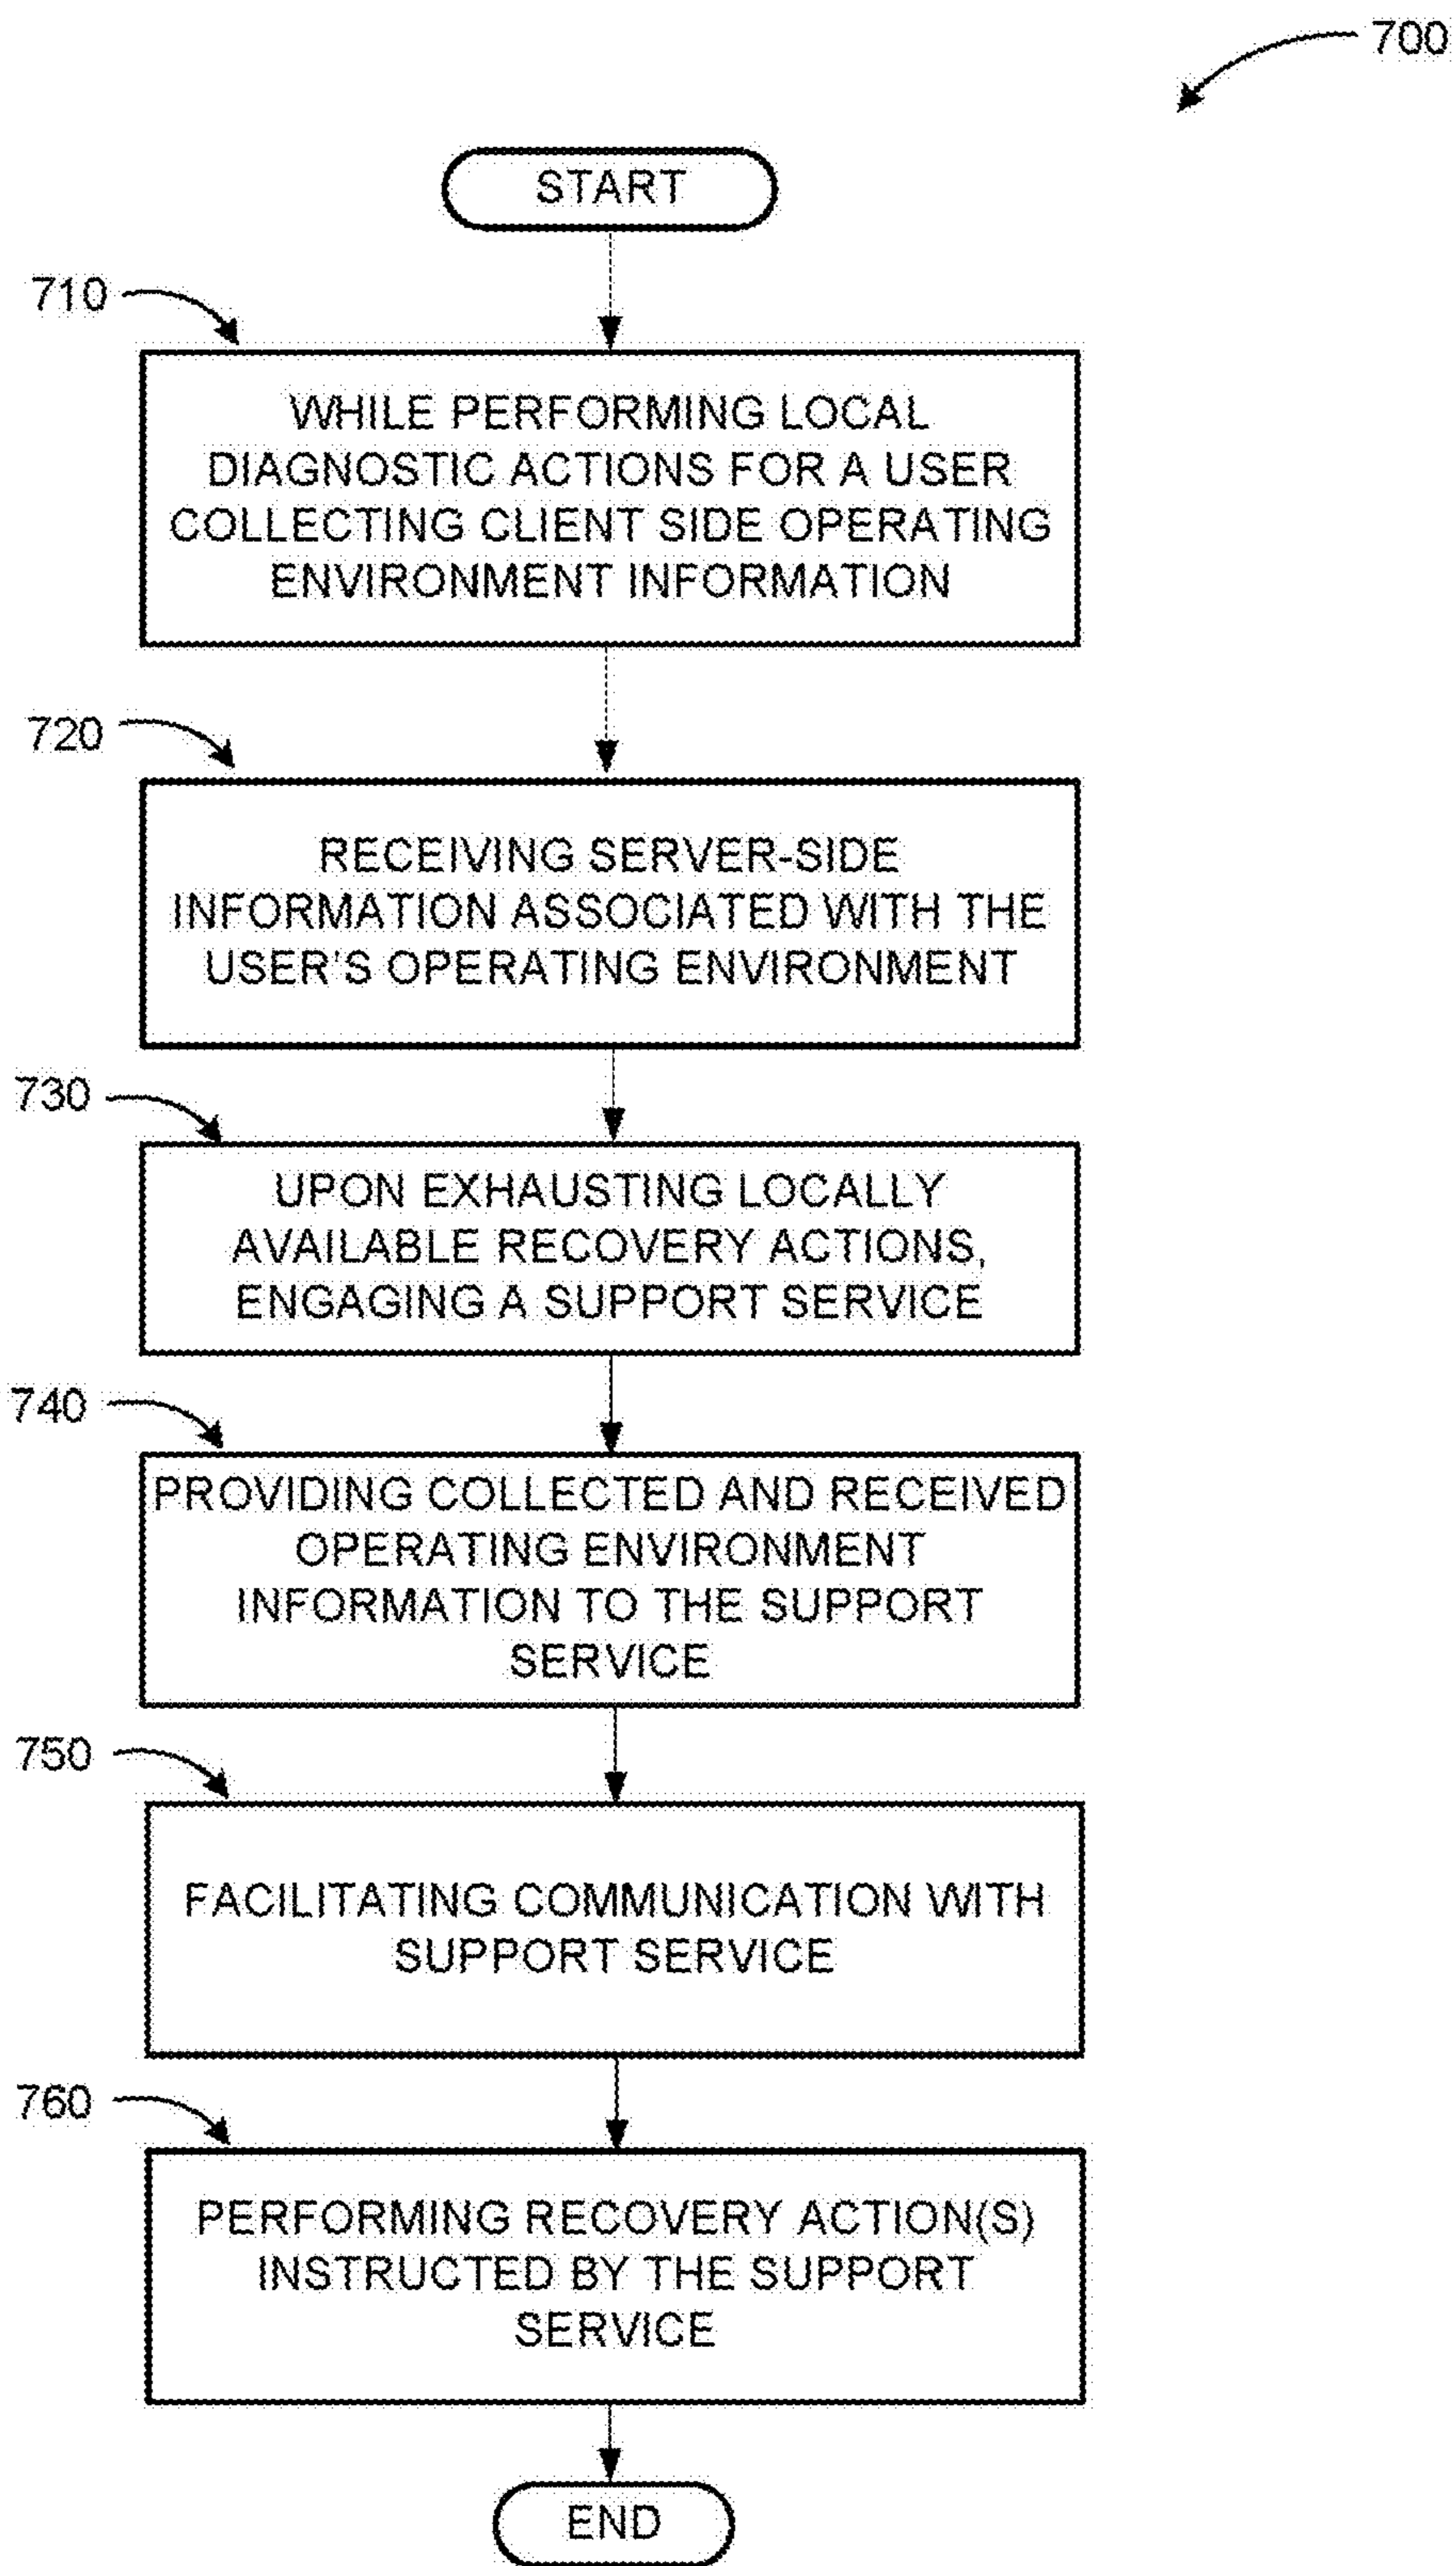 700
START
710
WHILE PERFORMING LOCAL
DIAGNOSTIC ACTIONS FOR A USER
COLLECTING CLIENT SIDE OPERATING
ENVIRONMENT INFORMATION
720
RECEIVING SERVER-SIDE
INFORMATION ASSOCIATED WITH THE
USER'S OPERATING ENVIRONMENT
730
UPON EXHAUSTING LOCALLY
AVAILABLE RECOVERY ACTIONS,
ENGAGING A SUPPORT SERVICE
740
PROVIDING COLLECTED AND RECEIVED
OPERATING ENVIRONMENT
INFORMATION TO THE SUPPORT
SERVICE
750
FACILITATING COMMUNICATION WITH
SUPPORT SERVICE
760
PERFORMING RECOVERY ACTION(S)
INSTRUCTED BY THE SUPPORT
SERVICE
END